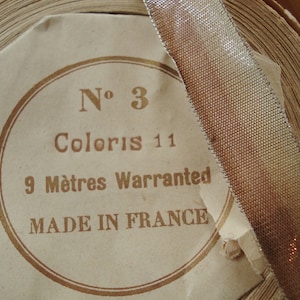 Nº 3
Coloris 11
9 Mètres Warranted
MADE IN FRANCE